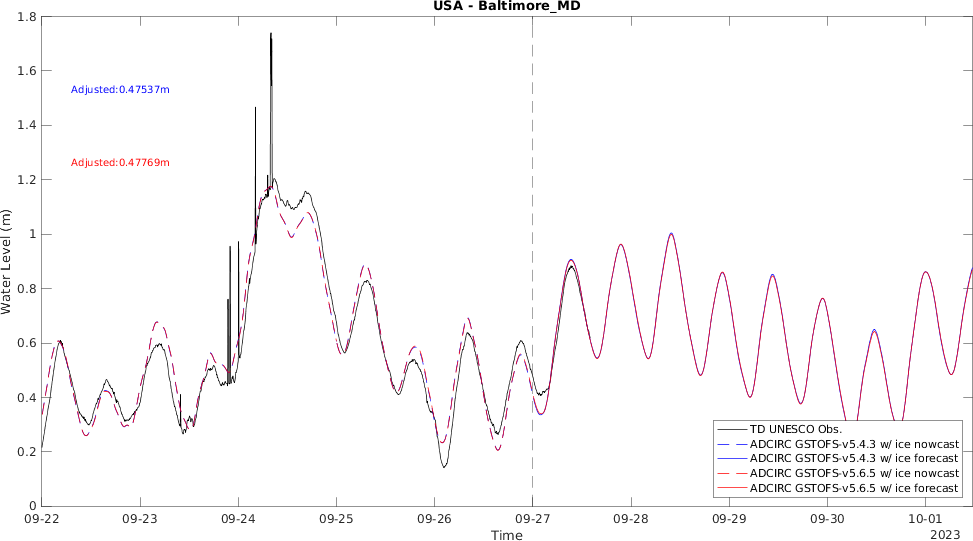 USA - Baltimore_MD
1.8
1.6
1.4
1.2
1
0.8
0.6
0.4
0.2
0
Water Level (m)
Adjusted:0.47537m
Adjusted:0.47769m
TD UNESCO Obs.
ADCIRC GSTOFS-v5.4.3 w/ ice nowcast
ADCIRC GSTOFS-v5.4.3 w/ ice forecast
ADCIRC GSTOFS-v5.6.5 w/ ice nowcast
ADCIRC GSTOFS-v5.6.5 w/ ice forecast
09-22 09-23 09-24 09-25 09-26 09-27 09-28 09-29 09-30 10-01
Time
2023